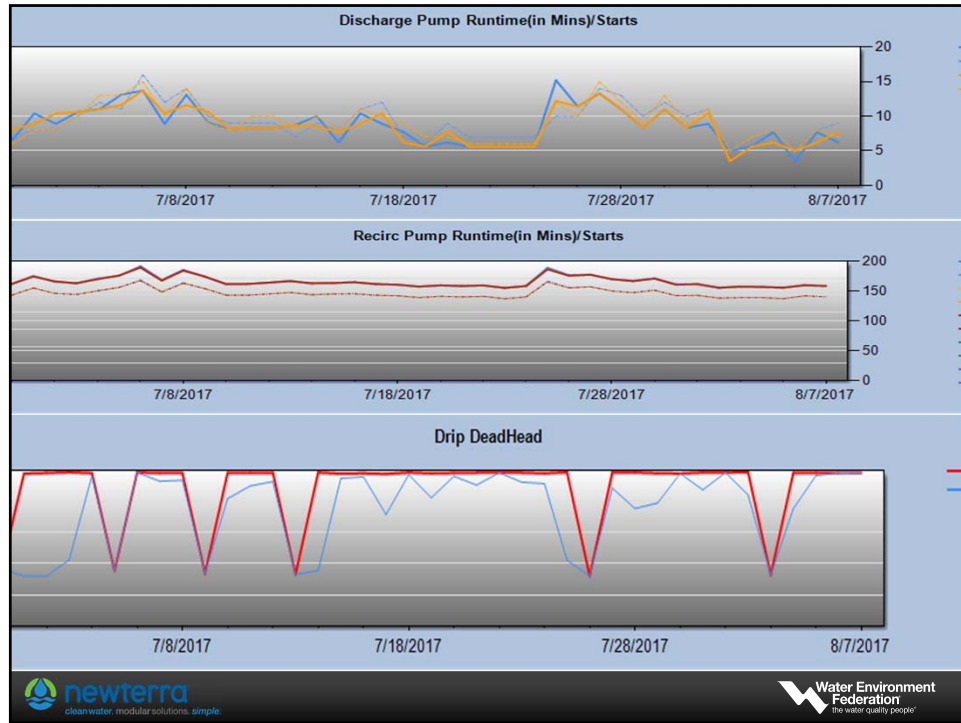 Discharge Pump Runtime(in Mins)/Starts
20
15
10
5
0
7/8/2017 7/18/2017 7/28/2017 8/7/2017
Recirc Pump Runtime(in Mins)/Starts
200
150
100
50
0
7/8/2017 7/18/2017 7/28/2017 8/7/2017
Drip DeadHead
7/8/2017 7/18/2017 7/28/2017 8/7/2017
newterra
clean water. modular solutions. simple.
Water Environment
Federation
the water quality people®